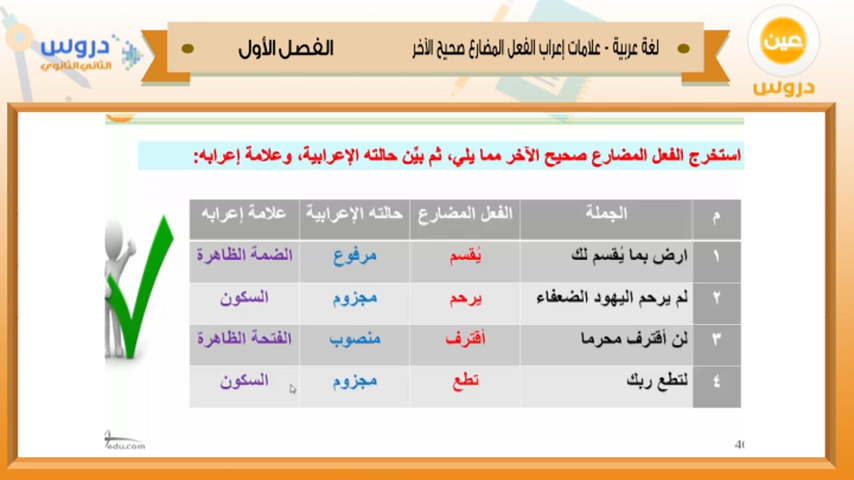 دروس
الثاني الثانوي
لغة عربية - علامات إعراب الفعل المضارع صحيح الآخر
الفصل الأول
عين
دروس
استخرج الفعل المضارع صحيح الآخر مما يلي، ثم بيِّن حالته الإعرابية، وعلامة إعرابه:
م الجملة الفعل المضارع حالته الإعرابية علامة إعرابه
١ ارض بما يُقسم لك يُقسم مرفوع الضمة الظاهرة
٢ لم يرحم اليهود الضعفاء يرحم مجزوم السكون
٣ لن أقترف محرما أقترف منصوب الفتحة الظاهرة
٤ لتطع ربك تطع مجزوم السكون
edu.com